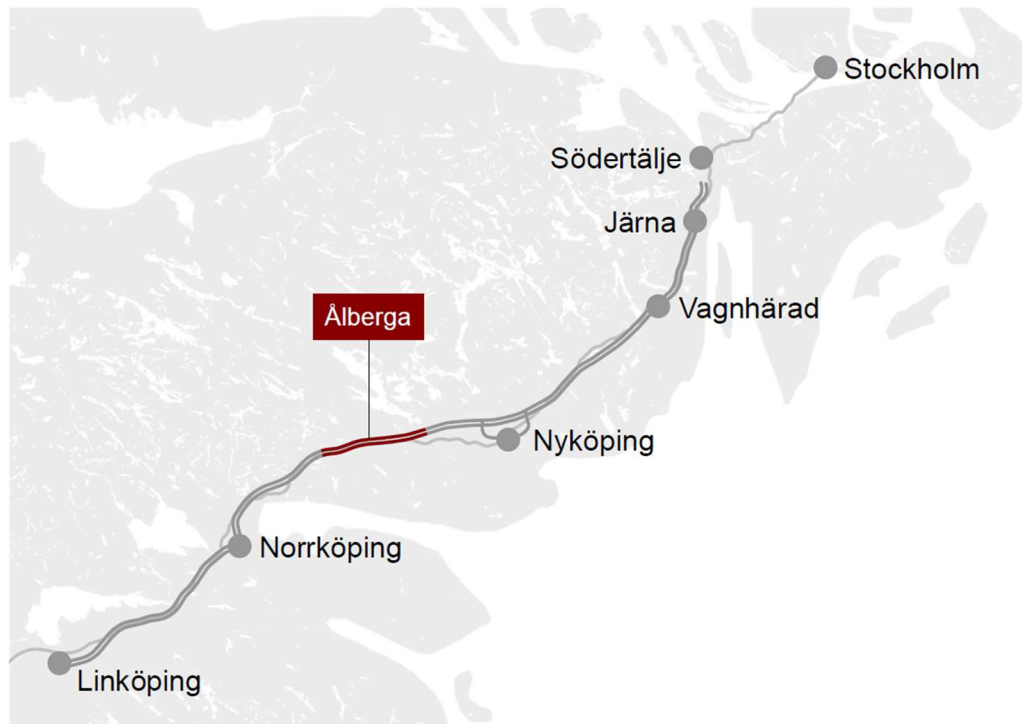 Stockholm
Södertälje
Järna
Vagnhärad
Ålberga
Nyköping
Norrköping
Linköping